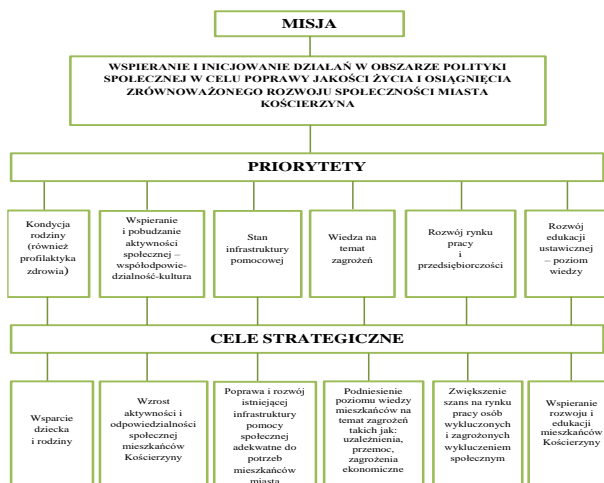 MISJA
WSPIERANIE I INICJOWANIE DZIAŁAŃ W OBSZARZE POLITYKI
SPOŁECZNEJ W CELU POPRAWY JAKOŚCI ŻYCIA I OSIĄGNIĘCIA
ZRÓWNOWAŻONEGO ROZWOJU SPOŁECZNOŚCI MIASTA
KOŚCIERZYNA
PRIORYTETY
Kondycja
rodziny
(również
profilaktyka
zdrowia)
Wspieranie
i pobudzanie
aktywności
społecznej –
współodpowie-
dzialność-kultura
Stan
infrastruktury
pomocowej
Wiedza na
temat
zagrożeń
Rozwój rynku
pracy
i
przedsiębiorczości
Rozwój
edukacji
ustawicznej
– poziom
wiedzy
CELE STRATEGICZNE
Wsparcie
dziecka
i rodziny
Wzrost
aktywności i
odpowiedzialności
społecznej
mieszkańców
Kościerzyny
Poprawa i rozwój
istniejącej
infrastruktury
pomocy
społecznej
adekwatne do
potrzeb
mieszkańców
miasta
Podniesienie
poziomu wiedzy
mieszkańców na
temat zagrożeń
takich jak:
uzależnienia,
przemoc,
zagrożenia
ekonomiczne
Zwiększenie
szans na rynku
pracy osób
wykluczonych
i zagrożonych
wykluczeniem
społecznym
Wspieranie
rozwoju i
edukacji
mieszkańców
Kościerzyny